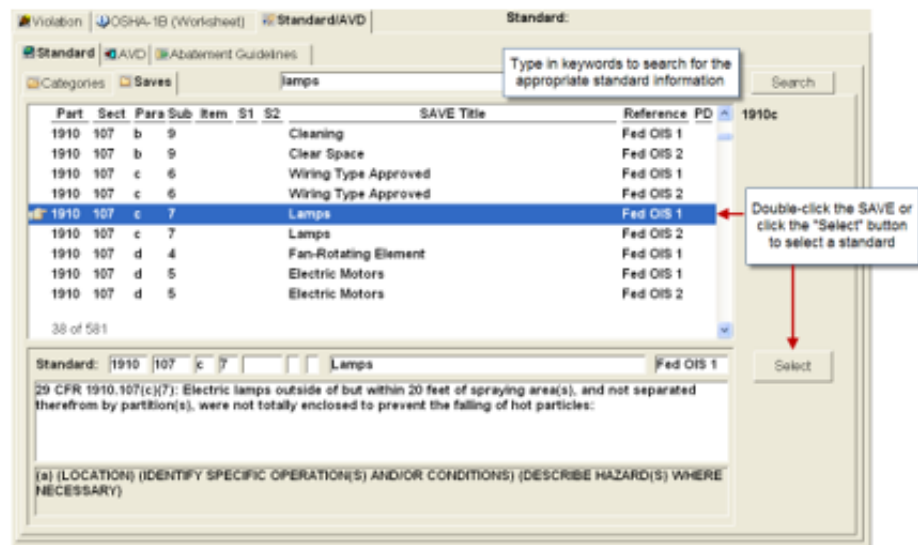 Violation OSHA-1B (Worksheet) Standard/AVD Standard:
Standard AVD Abatement Guidelines
Type in keywords to search for the
appropriate standard information
Categories Saves lamps Search
Part Sect Para Sub Item S1 S2 SAVE Title Reference PD 1910c
1910 107 b 9 Cleaning Fed OIS 1
1910 107 b 9 Clear Space Fed OIS 2
1910 107 c 6 Wiring Type Approved Fed OIS 1
1910 107 c 6 Wiring Type Approved Fed OIS 2
1910 107 c 7 Lamps Fed OIS 1
1910 107 c 7 Lamps Fed OIS 2
1910 107 d 4 Fan-Rotating Element Fed OIS 1
1910 107 d 5 Electric Motors Fed OIS 1
1910 107 d 5 Electric Motors Fed OIS 2
38 of 581
Double-click the SAVE or
click the "Select" button
to select a standard
Standard: 1910 107 c 7 Lamps Fed OIS 1 Select
29 CFR 1910.107(c)(7): Electric lamps outside of but within 20 feet of spraying area(s), and not separated
therefrom by partition(s), were not totally enclosed to prevent the falling of hot particles:
(a) (LOCATION) (IDENTIFY SPECIFIC OPERATION(S) AND/OR CONDITIONS) (DESCRIBE HAZARD(S) WHERE
NECESSARY)